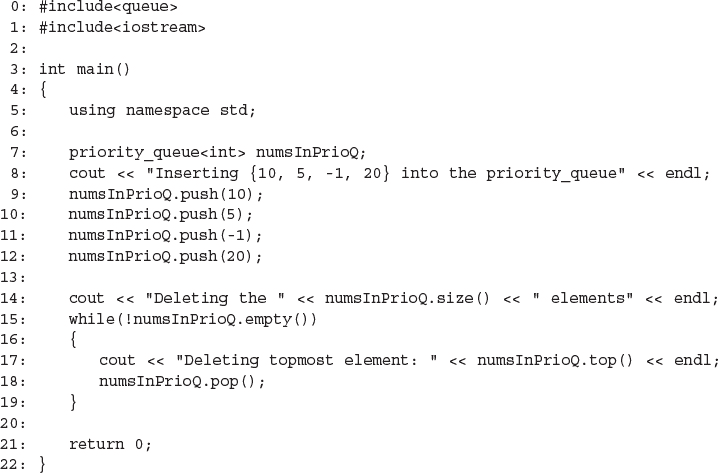 0: #include<queue>
1: #include<iostream>
2:
3: int main()
4: {
5:    using namespace std;
6:
7:    priority_queue<int> numsInPrioQ;
8:    cout << "Inserting {10, 5, -1, 20} into the priority_queue" << endl;
9:    numsInPrioQ.push(10);
10:    numsInPrioQ.push(5);
11:    numsInPrioQ.push(-1);
12:    numsInPrioQ.push(20);
13:
14:    cout << "Deleting the " << numsInPrioQ.size() << " elements" << endl;
15:    while(!numsInPrioQ.empty())
16:    {
17:       cout << "Deleting topmost element: " << numsInPrioQ.top() << endl;
18:       numsInPrioQ.pop();
19:    }
20:
21:    return 0;
22: }